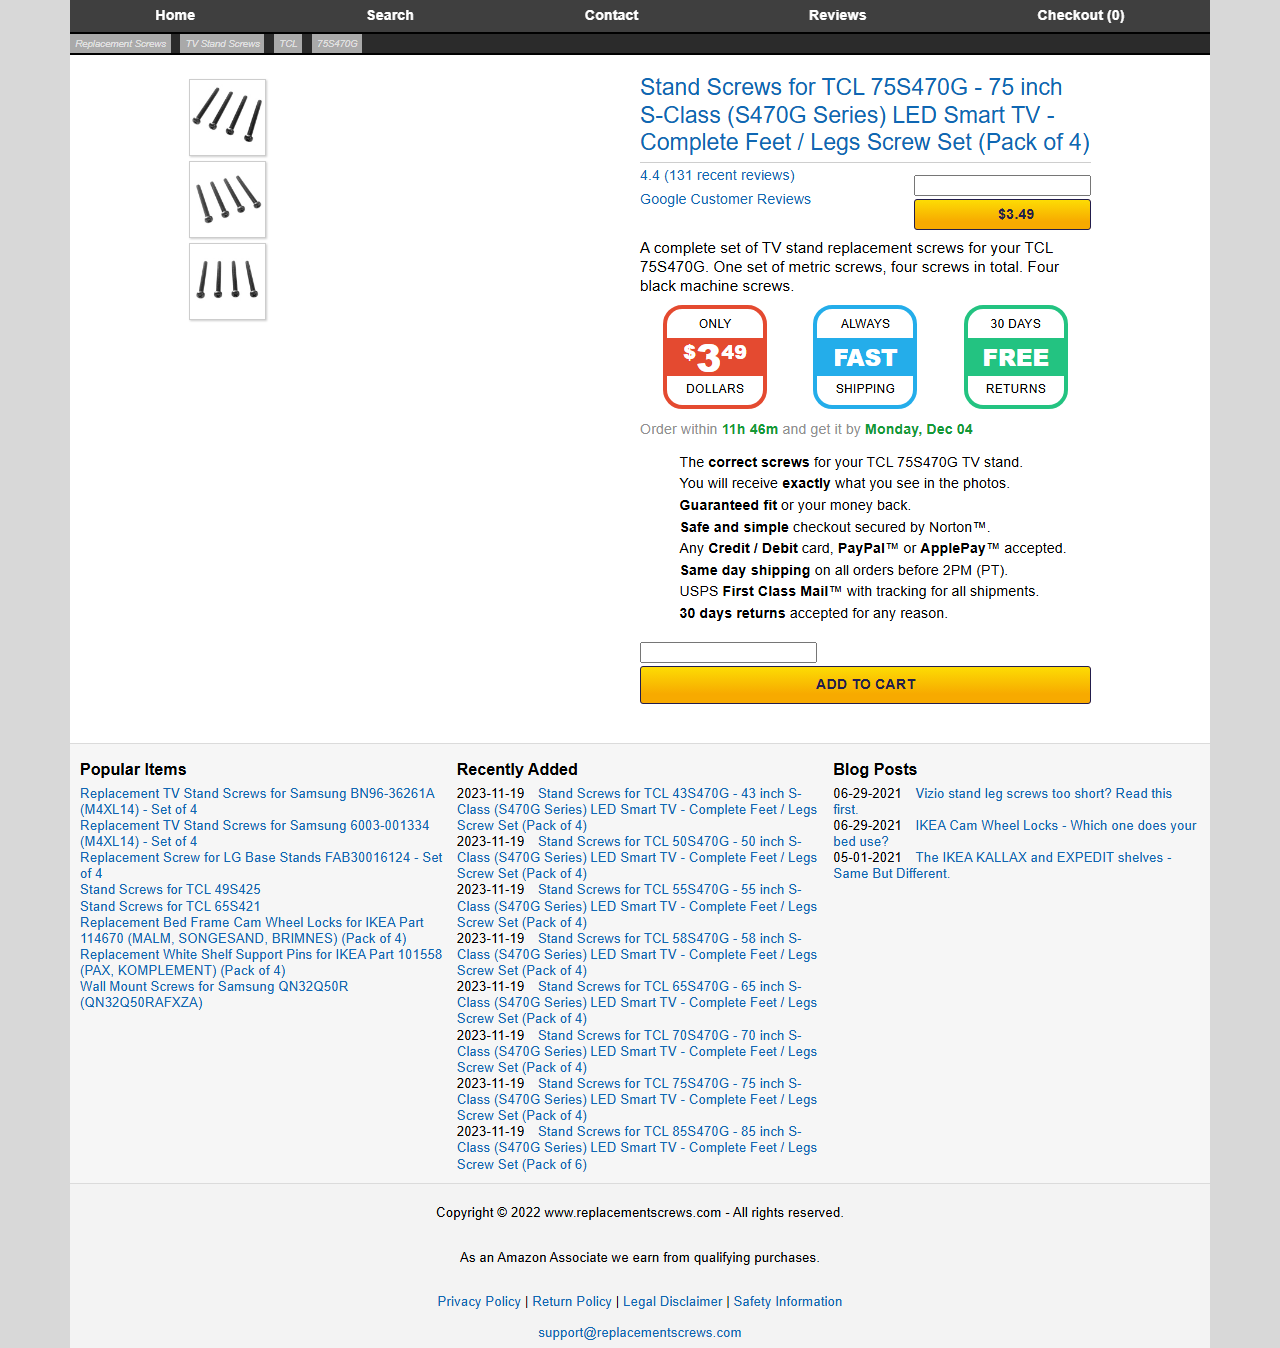 Home Search Contact Reviews Checkout (0)
Replacement Screws TV Stand Screws TCL 75S470G
Stand Screws for TCL 75S470G - 75 inch
S-Class (S470G Series) LED Smart TV -
Complete Feet / Legs Screw Set (Pack of 4)
4.4 (131 recent reviews)
Google Customer Reviews
$3.49
A complete set of TV stand replacement screws for your TCL
75S470G. One set of metric screws, four screws in total. Four
black machine screws.
ONLY
$3 49
DOLLARS
ALWAYS
FAST
SHIPPING
30 DAYS
FREE
RETURNS
Order within 11h 46m and get it by Monday, Dec 04
The correct screws for your TCL 75S470G TV stand.
You will receive exactly what you see in the photos.
Guaranteed fit or your money back.
Safe and simple checkout secured by Norton™.
Any Credit / Debit card, PayPal™ or ApplePay™ accepted.
Same day shipping on all orders before 2PM (PT).
USPS First Class Mail™ with tracking for all shipments.
30 days returns accepted for any reason.
ADD TO CART
Popular Items
Replacement TV Stand Screws for Samsung BN96-36261A
(M4XL14) - Set of 4
Replacement TV Stand Screws for Samsung 6003-001334
(M4XL14) - Set of 4
Replacement Screw for LG Base Stands FAB30016124 - Set
of 4
Stand Screws for TCL 49S425
Stand Screws for TCL 65S421
Replacement Bed Frame Cam Wheel Locks for IKEA Part
114670 (MALM, SONGESAND, BRIMNES) (Pack of 4)
Replacement White Shelf Support Pins for IKEA Part 101558
(PAX, KOMPLEMENT) (Pack of 4)
Wall Mount Screws for Samsung QN32Q50R
(QN32Q50RAFXZA)
Recently Added
2023-11-19 Stand Screws for TCL 43S470G - 43 inch S-
Class (S470G Series) LED Smart TV - Complete Feet / Legs
Screw Set (Pack of 4)
2023-11-19 Stand Screws for TCL 50S470G - 50 inch S-
Class (S470G Series) LED Smart TV - Complete Feet / Legs
Screw Set (Pack of 4)
2023-11-19 Stand Screws for TCL 55S470G - 55 inch S-
Class (S470G Series) LED Smart TV - Complete Feet / Legs
Screw Set (Pack of 4)
2023-11-19 Stand Screws for TCL 58S470G - 58 inch S-
Class (S470G Series) LED Smart TV - Complete Feet / Legs
Screw Set (Pack of 4)
2023-11-19 Stand Screws for TCL 65S470G - 65 inch S-
Class (S470G Series) LED Smart TV - Complete Feet / Legs
Screw Set (Pack of 4)
2023-11-19 Stand Screws for TCL 70S470G - 70 inch S-
Class (S470G Series) LED Smart TV - Complete Feet / Legs
Screw Set (Pack of 4)
2023-11-19 Stand Screws for TCL 75S470G - 75 inch S-
Class (S470G Series) LED Smart TV - Complete Feet / Legs
Screw Set (Pack of 4)
2023-11-19 Stand Screws for TCL 85S470G - 85 inch S-
Class (S470G Series) LED Smart TV - Complete Feet / Legs
Screw Set (Pack of 6)
Blog Posts
06-29-2021 Vizio stand leg screws too short? Read this
first.
06-29-2021 IKEA Cam Wheel Locks - Which one does your
bed use?
05-01-2021 The IKEA KALLAX and EXPEDIT shelves -
Same But Different.
Copyright © 2022 www.replacementscrews.com - All rights reserved.
As an Amazon Associate we earn from qualifying purchases.
Privacy Policy | Return Policy | Legal Disclaimer | Safety Information
support@replacementscrews.com